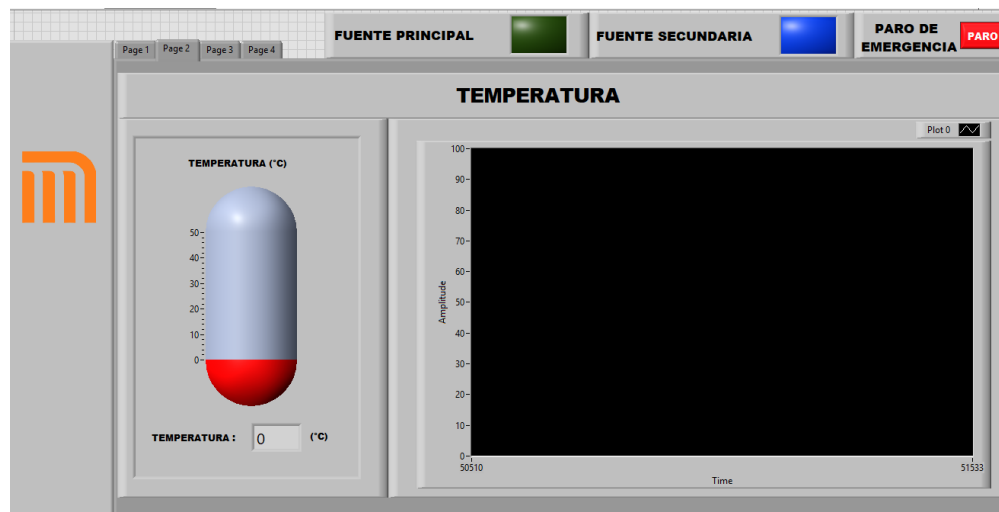 Page 1 Page 2 Page 3 Page 4
FUENTE PRINCIPAL
FUENTE SECUNDARIA
PARO DE
EMERGENCIA
PARO
TEMPERATURA
TEMPERATURA (°C)
50
40
30
20
10
0
TEMPERATURA : 0 (°C)
Plot 0
100
90
80
70
60
50
40
30
20
10
0
Amplitude
50510 51533
Time